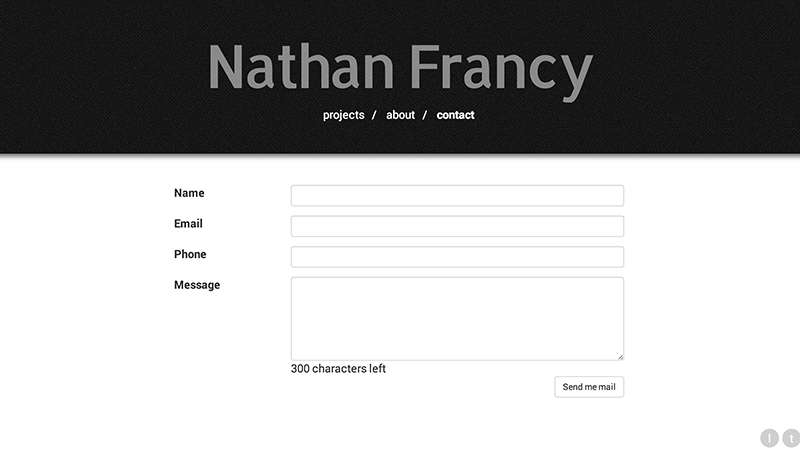 Nathan Francy
projects / about / contact
Name
Email
Phone
Message
300 characters left
Send me mail
l t